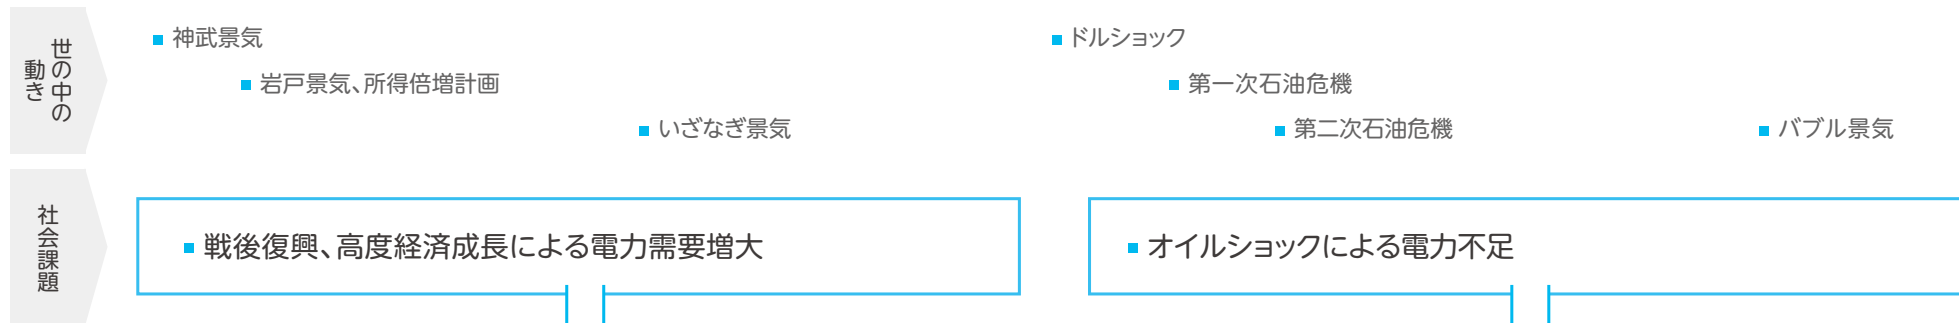 世の中の
動き
神武景気
岩戸景気、所得倍増計画
いざなぎ景気
ドルショック
第一次石油危機
第二次石油危機
バブル景気
社会課題
戦後復興、高度経済成長による電力需要増大
オイルショックによる電力不足